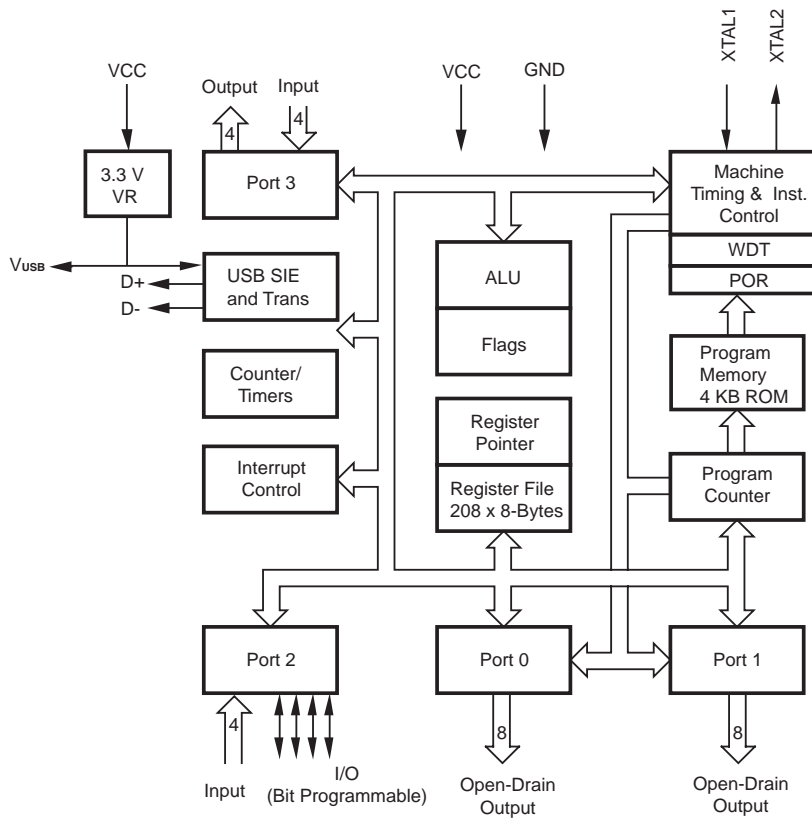 XTAL1
XTAL2
VCC
Output
Input
VCC
GND
4
4
3.3 V
VR
Port 3
Machine
Timing & Inst.
Control
WDT
POR
VUSB
D+
D-
USB SIE
and Trans
ALU
Flags
Counter/
Timers
Program
Memory
4 KB ROM
Register
Pointer
Interrupt
Control
Register File
208 x 8-Bytes
Program
Counter
Port 2
Port 0
Port 1
4
8
8
Input
I/O
(Bit Programmable)
Open-Drain
Output
Open-Drain
Output